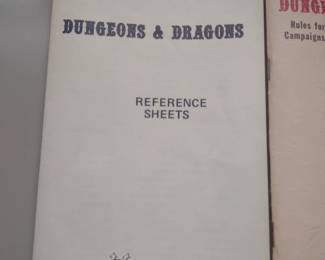 DUNGEONS & DRAGONS
REFERENCE
SHEETS
DUNGE
Rules for
Campaigns